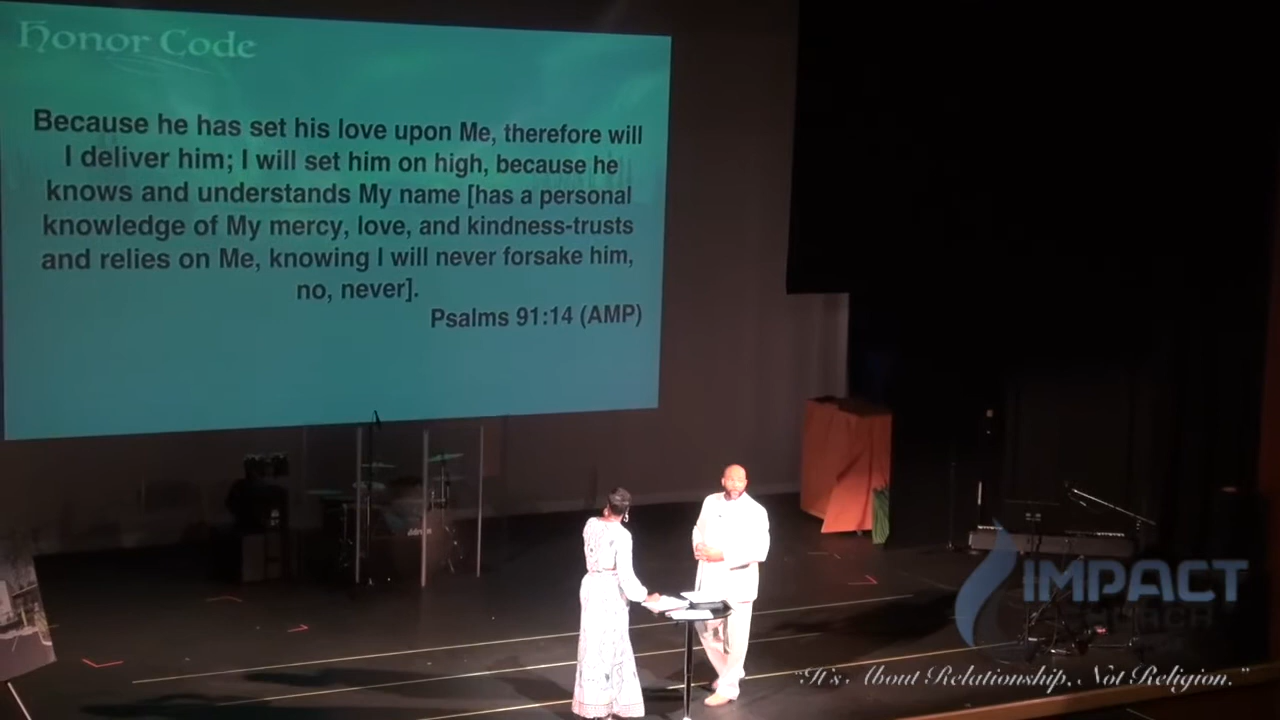 Honor Code
Because he has set his love upon Me, therefore will
I deliver him; I will set him on high, because he
knows and understands My name [has a personal
knowledge of My mercy, love, and kindness-trusts
and relies on Me, knowing I will never forsake him,
no, never].
Psalms 91:14 (AMP)
IMPACT
CHURCH
"It's About Relationship, Not Religion."